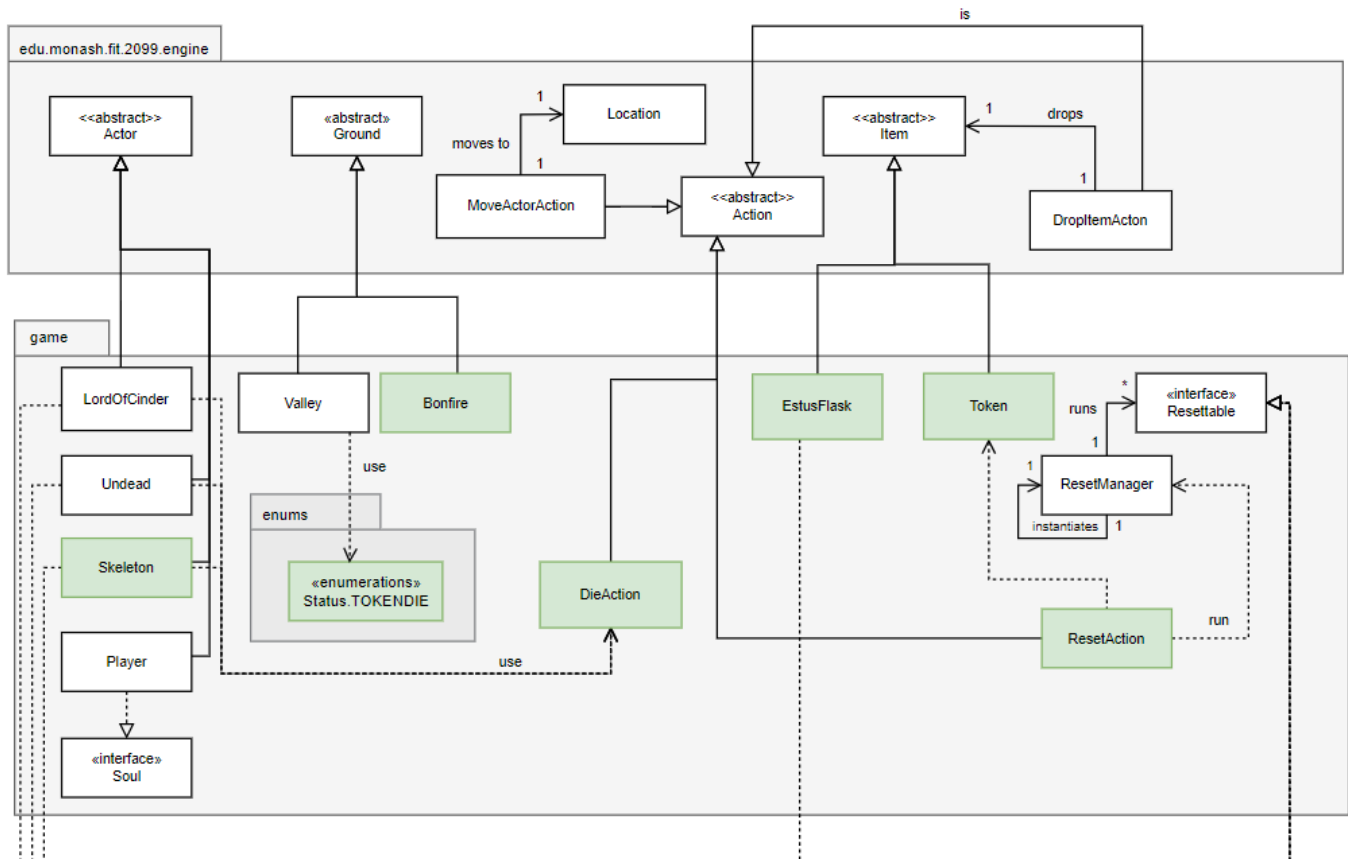 is
edu.monash.fit.2099.engine
<<abstract>>
Actor
«abstract»
Ground
1
Location
moves to
1
MoveActorAction
<<abstract>>
Action
<<abstract>>
Item
1
drops
1
DropItemActon
game
LordOfCinder
Valley
Bonfire
EstusFlask
Token
*
«interface»
Resettable
runs
1
Undead
use
1
ResetManager
instantiates
1
enums
Skeleton
«enumerations»
Status.TOKENDIE
DieAction
ResetAction
run
Player
use
«interface»
Soul